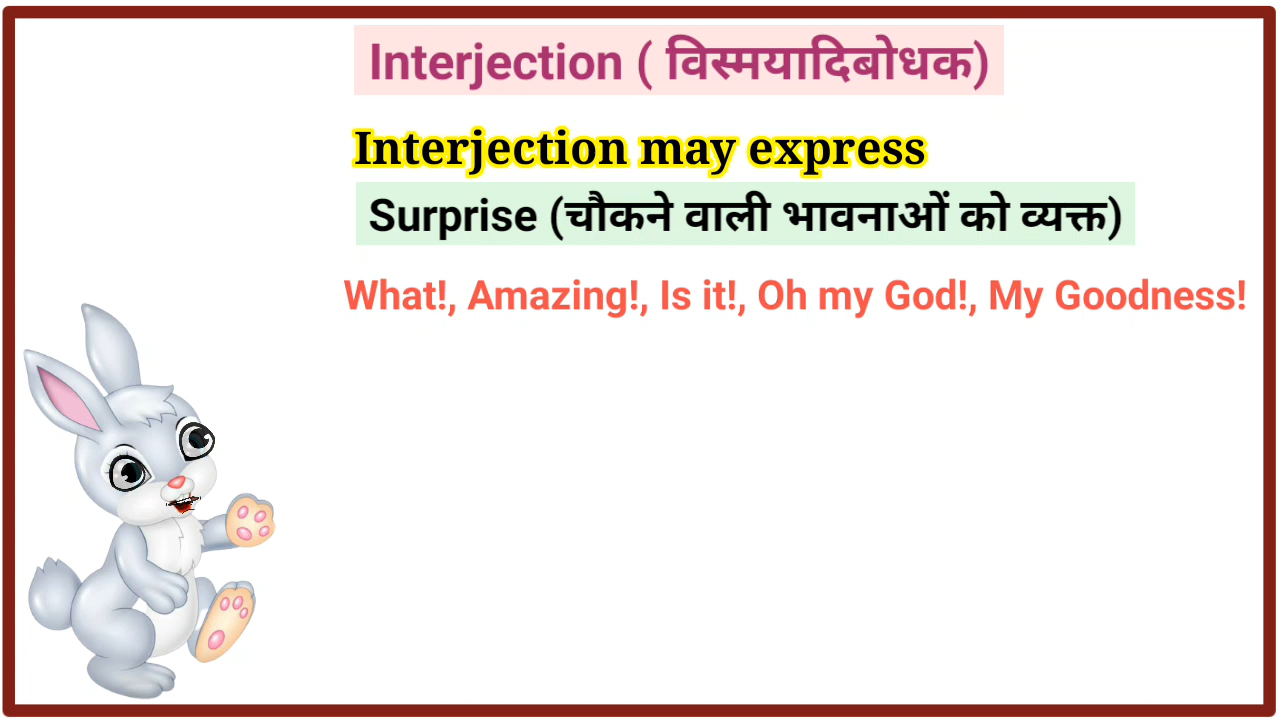 Interjection ( विस्मयादिबोधक)
Interjection may express
Surprise (चौकने वाली भावनाओं को व्यक्त)
What!, Amazing!, Is it!, Oh my God!, My Goodness!